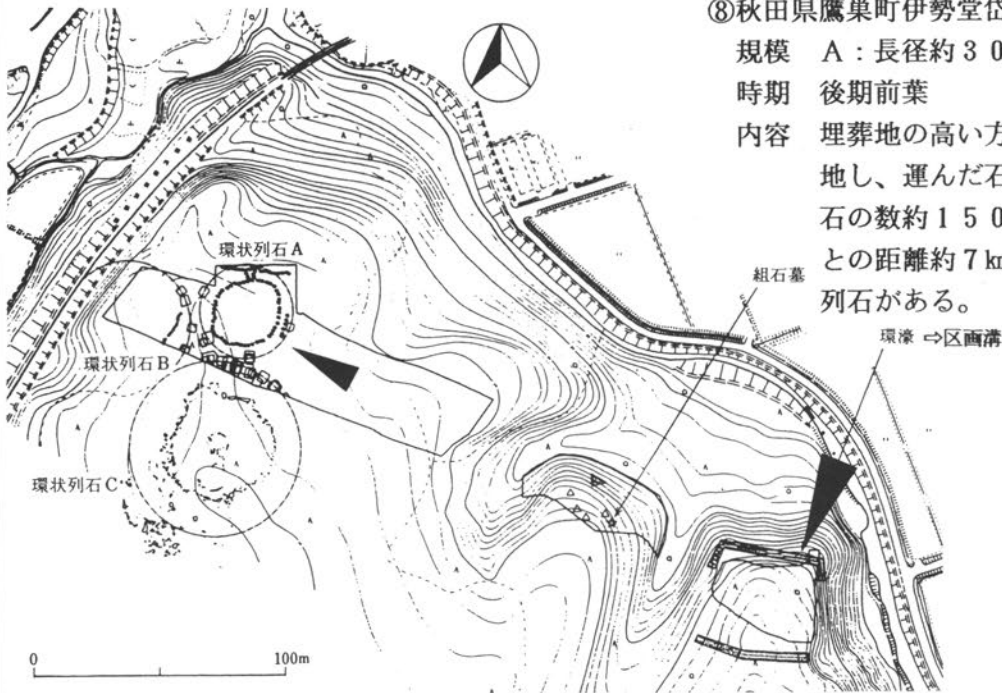 ⑧秋田県鷹巣町伊勢堂岱
規模　A：長径約30
時期　後期前葉
内容　埋葬地の高い方
地し、運んだ石
石の数約150
との距離約7㎞
列石がある。
環状列石A
組石墓
環濠 ⇨区画溝
環状列石B
環状列石C
0　100m